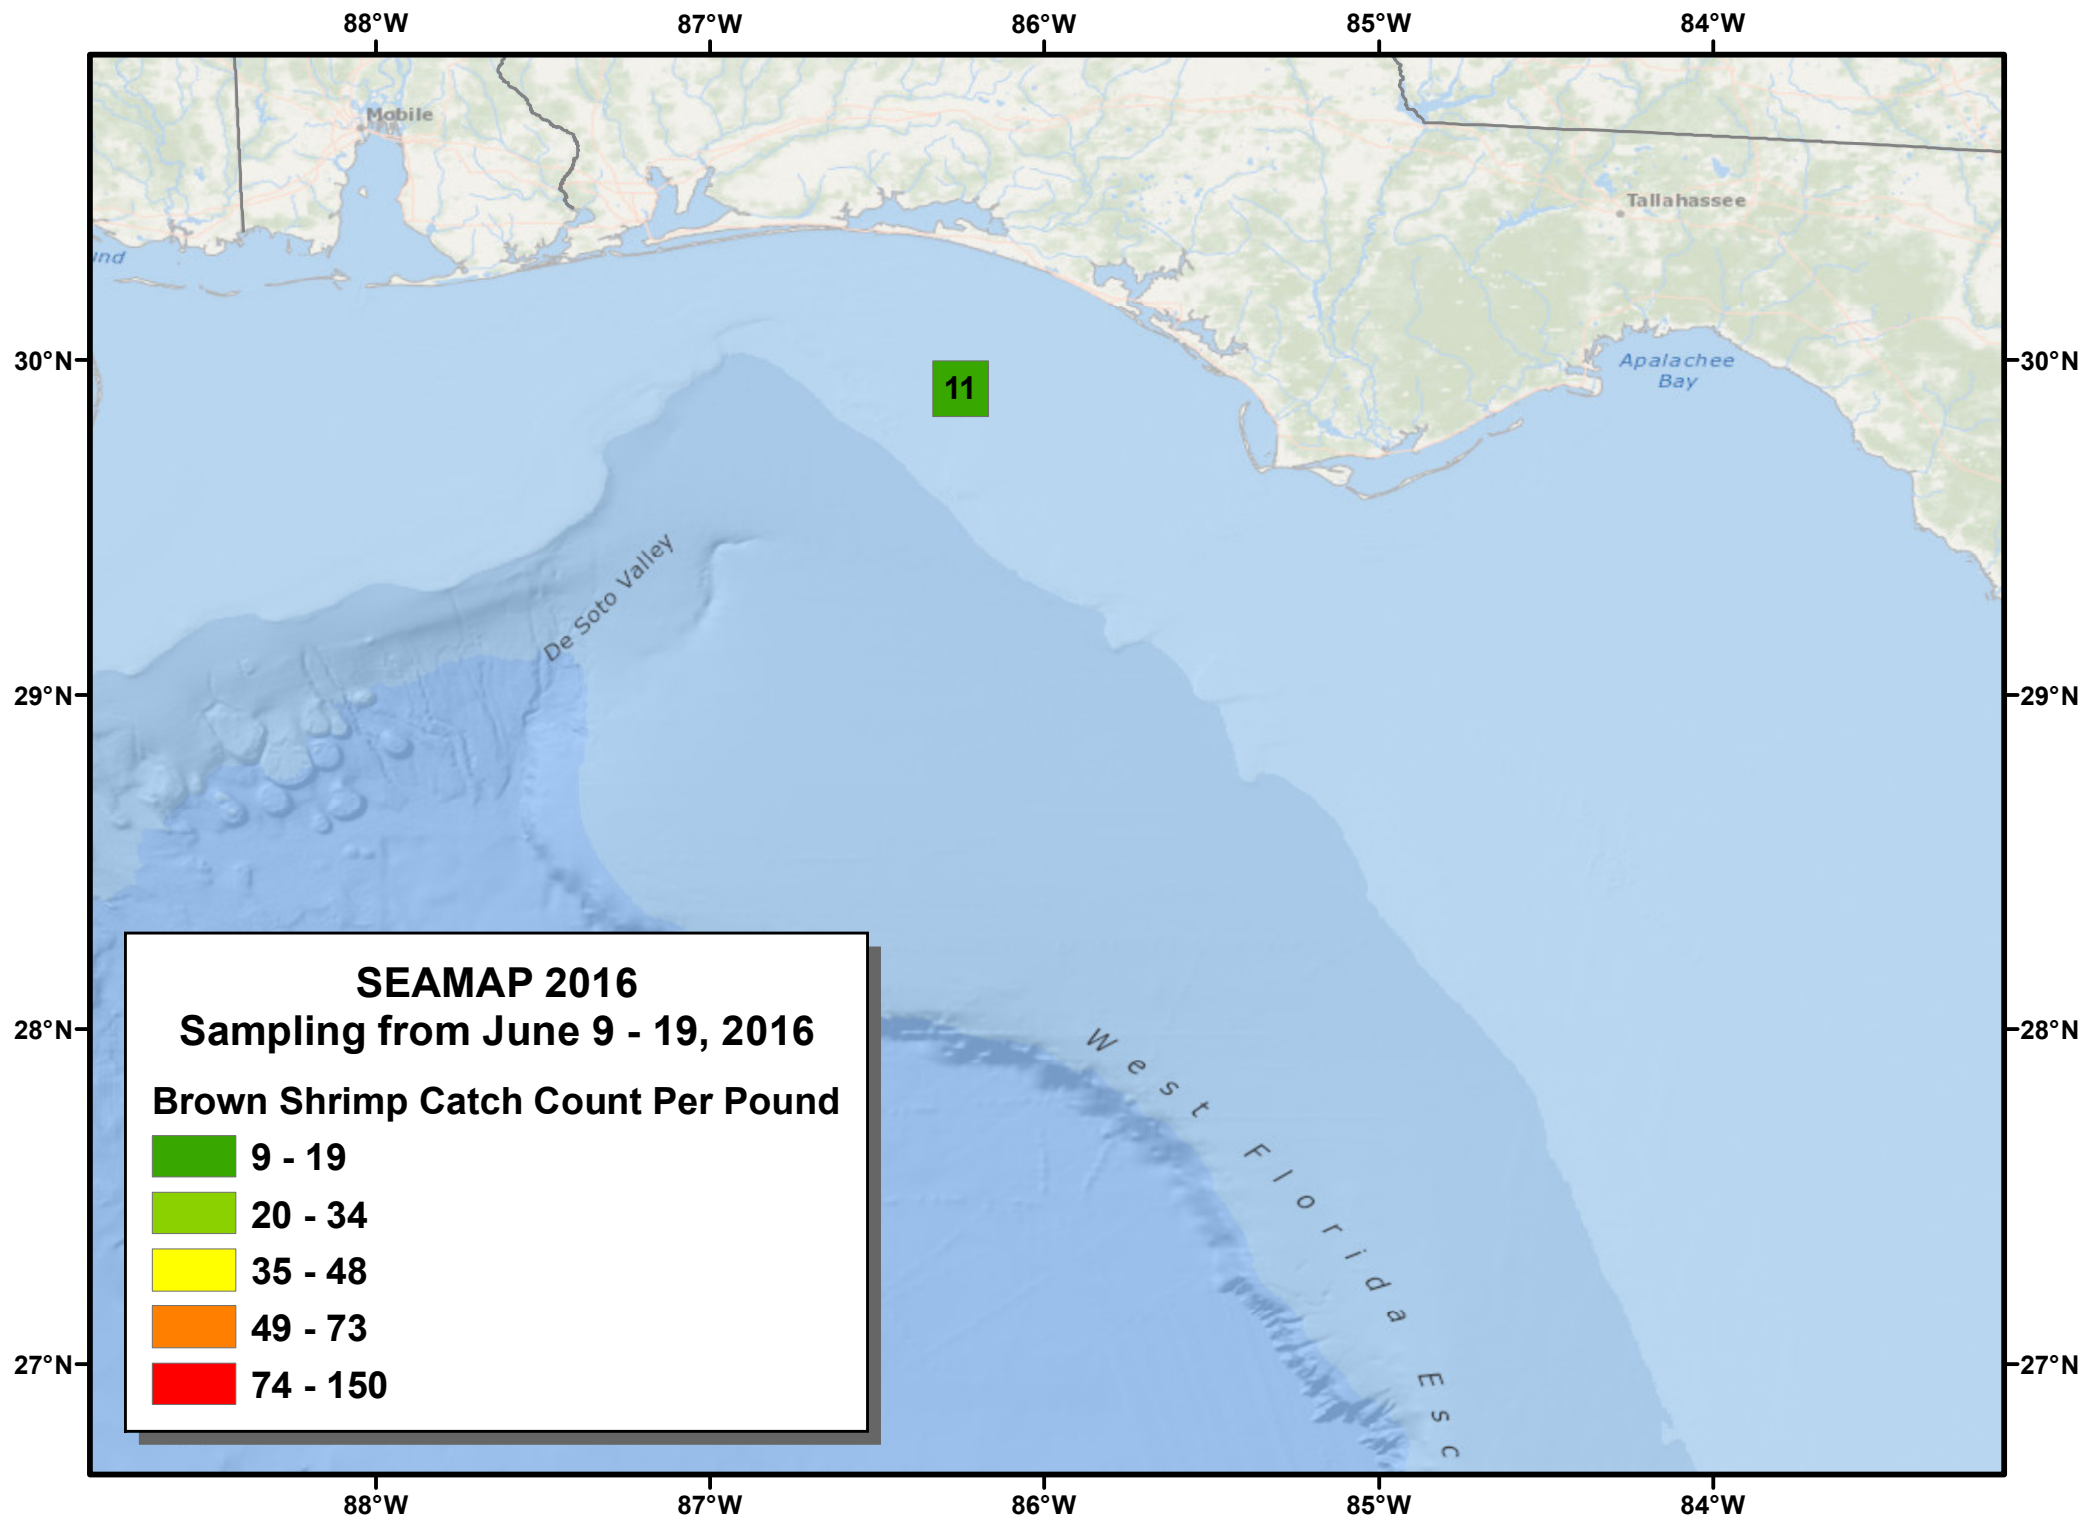 88°W 87°W 86°W 85°W 84°W
Mobile
Tallahassee
und
30°N 30°N
Apalachee
Bay
11
De Soto Valley
29°N 29°N
SEAMAP 2016
Sampling from June 9 - 19, 2016
Brown Shrimp Catch Count Per Pound
9 - 19
20 - 34
35 - 48
49 - 73
74 - 150
28°N 28°N
West Florida Esc
27°N 27°N
88°W 87°W 86°W 85°W 84°W